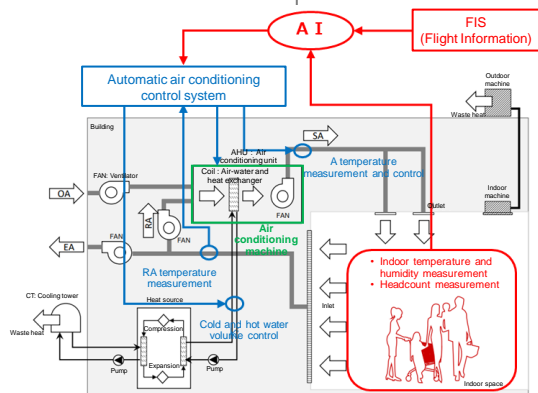 A I
FIS
(Flight Information)
Automatic air conditioning
control system
Outdoor
machine
Waste heat
Building
SA
AHU : Air
conditioning unit
Coil : Air-water and
heat exchanger
A temperature
measurement and control
FAN: Ventilator
OA
RA
FAN
FAN
Air
conditioning
machine
Outlet
Indoor
machine
EA
FAN
RA temperature
measurement
• Indoor temperature and
humidity measurement
• Headcount measurement
CT: Cooling tower
Heat source
Inlet
Cold and hot water
volume control
Waste heat
Compression
Expansion
Pump
Pump
Indoor space